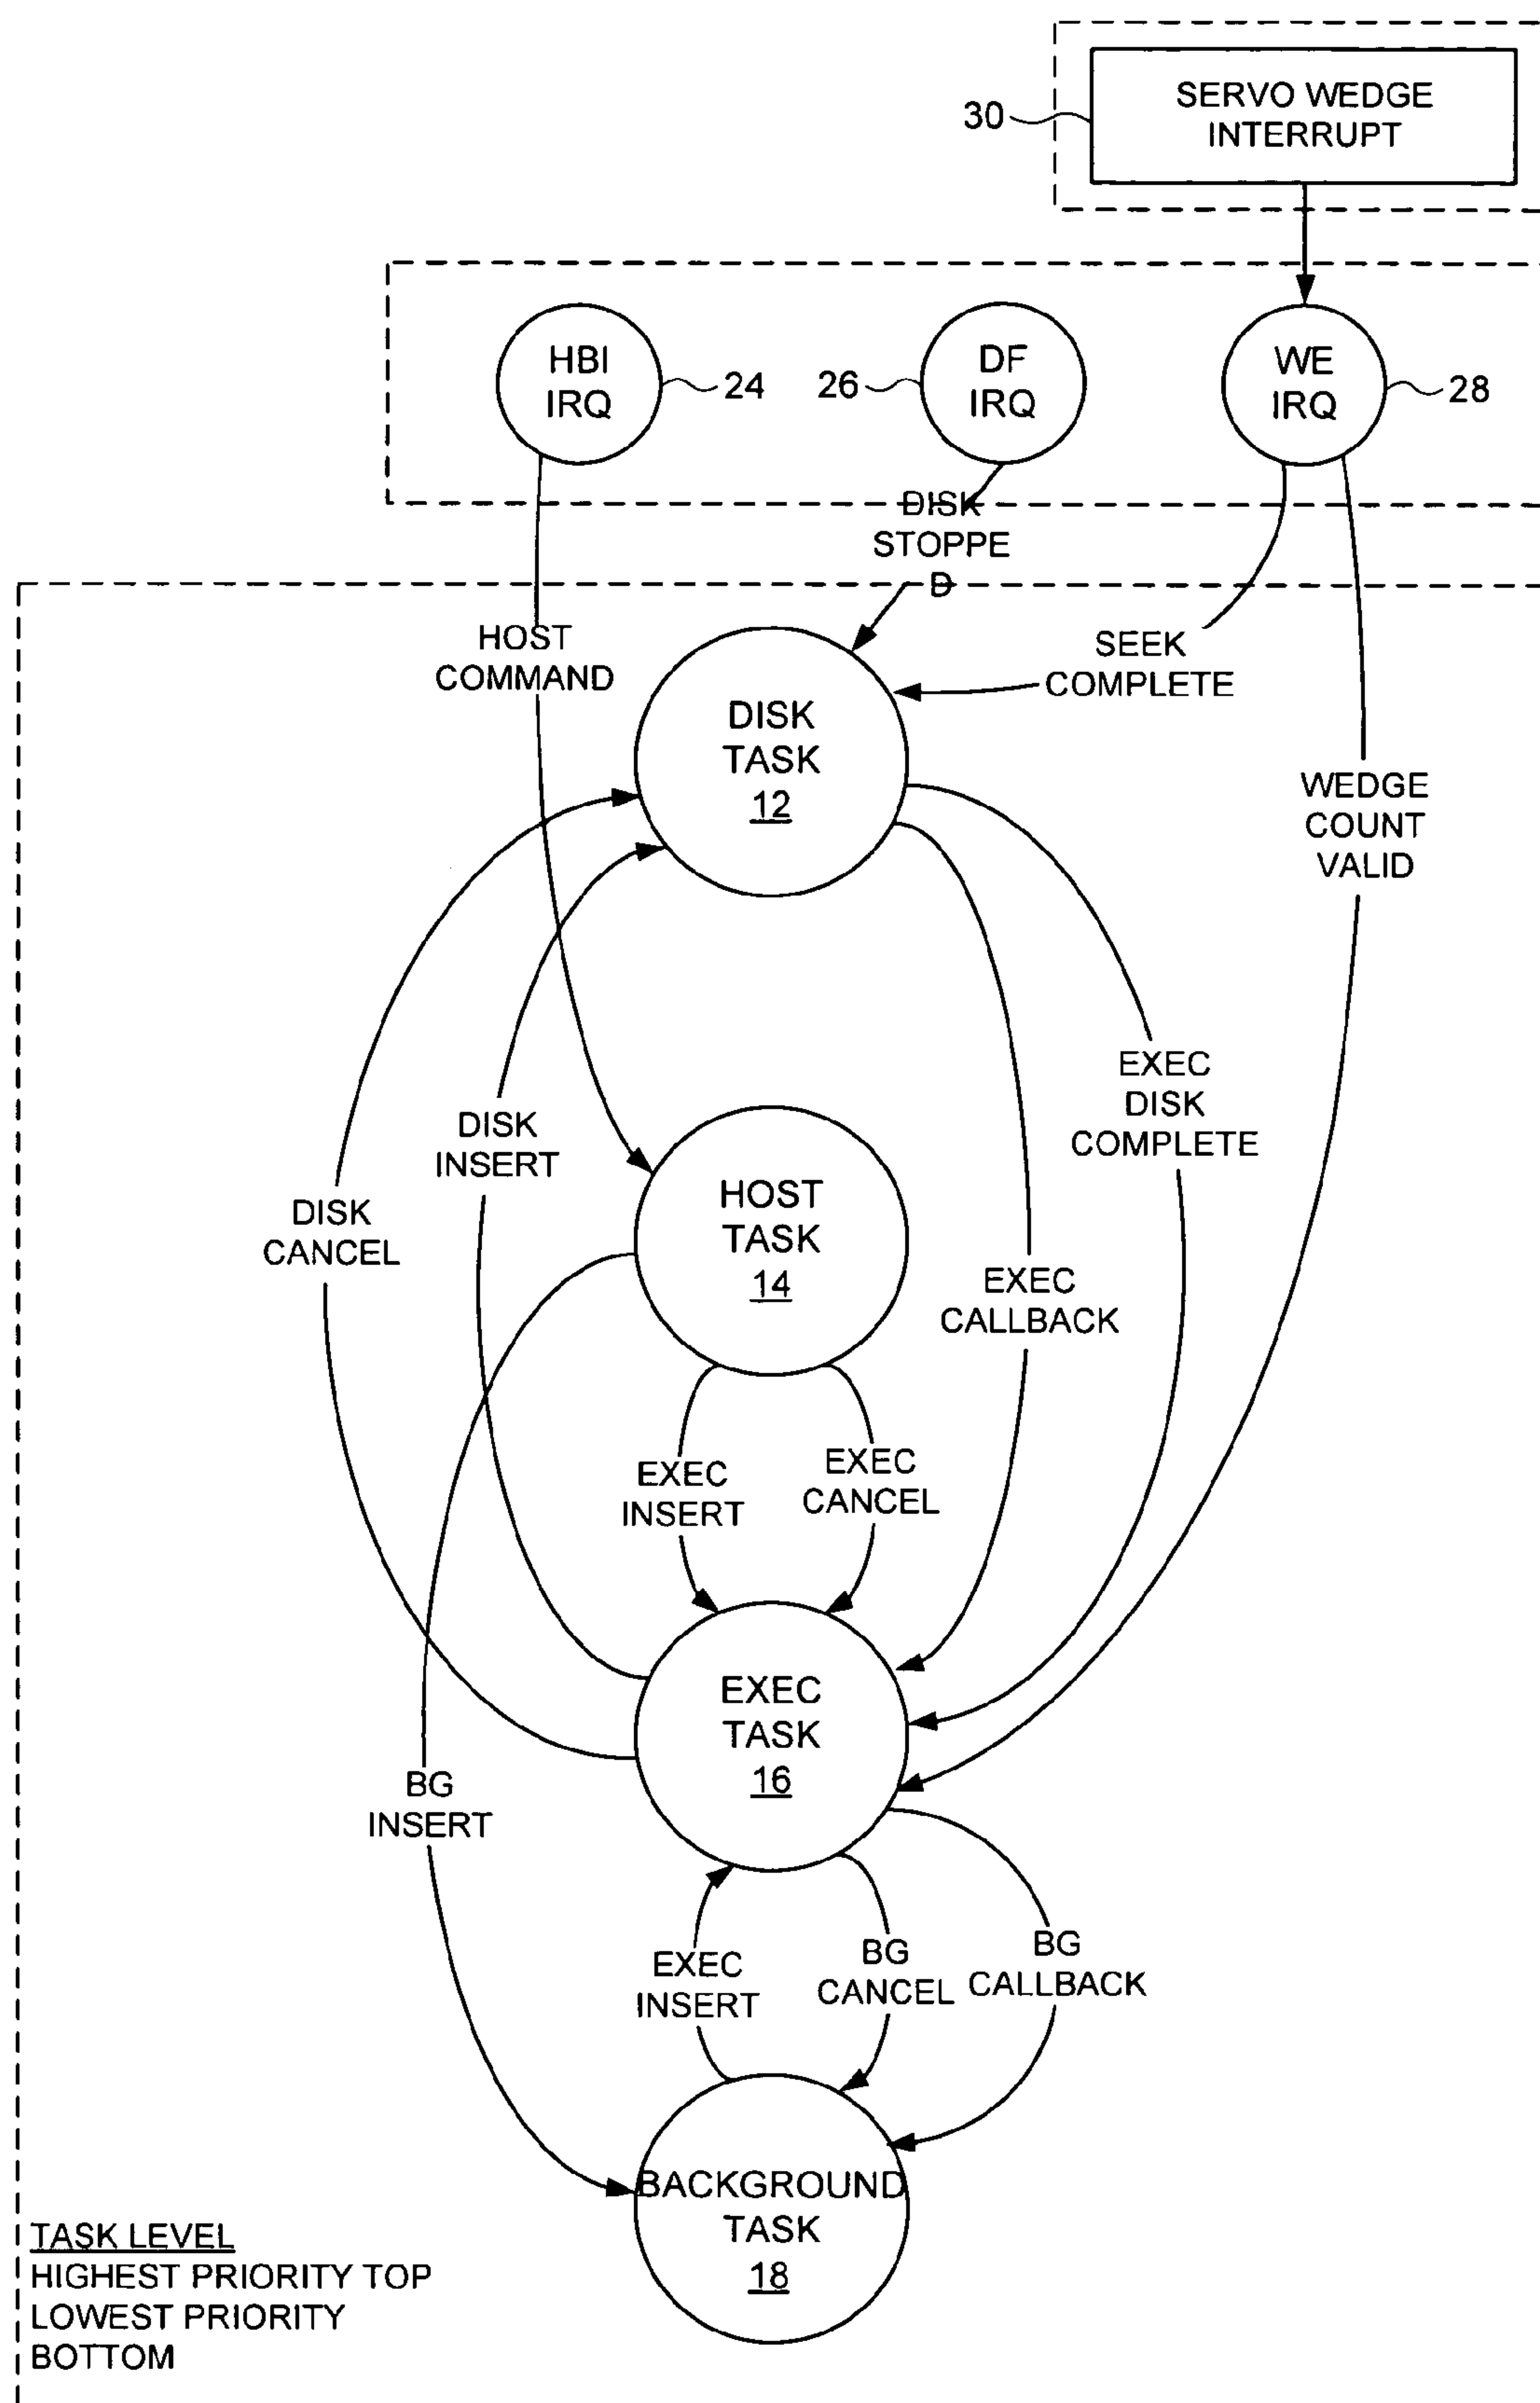 SERVO WEDGE
INTERRUPT
30
HBI
IRQ
24
26
DF
IRQ
WE
IRQ
28
DISK
STOPPE
D
HOST
COMMAND
SEEK
COMPLETE
DISK
TASK
12
WEDGE
COUNT
VALID
EXEC
DISK
COMPLETE
DISK
INSERT
DISK
CANCEL
HOST
TASK
14
EXEC
CALLBACK
EXEC
INSERT
EXEC
CANCEL
EXEC
TASK
16
BG
INSERT
EXEC
INSERT
BG
CANCEL
BG
CALLBACK
BACKGROUND
TASK
18
TASK LEVEL
HIGHEST PRIORITY TOP
LOWEST PRIORITY
BOTTOM